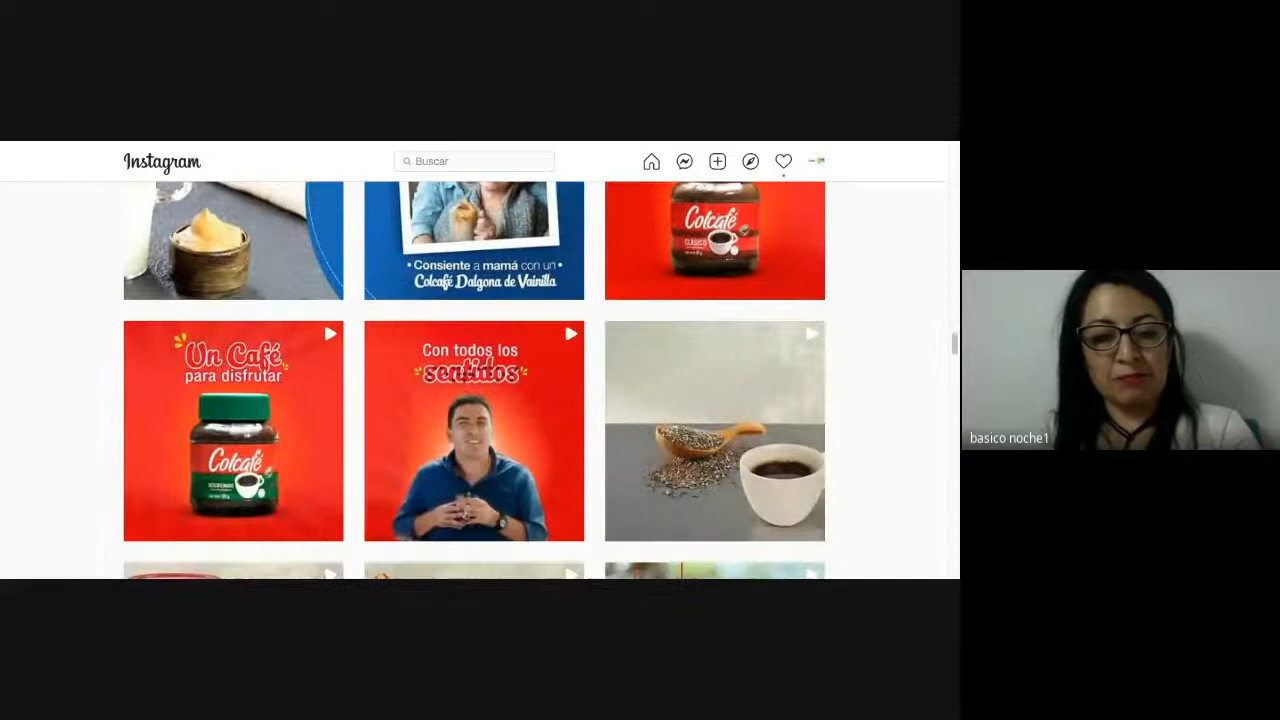 Instagram
Buscar
Colcafé
CLÁSICO
• Consiente a mamá con un •
Colcafé Dalgona de Vainilla
Un Café
para disfrutar
Colcafé
Con todos los
sentidos
basico noche1